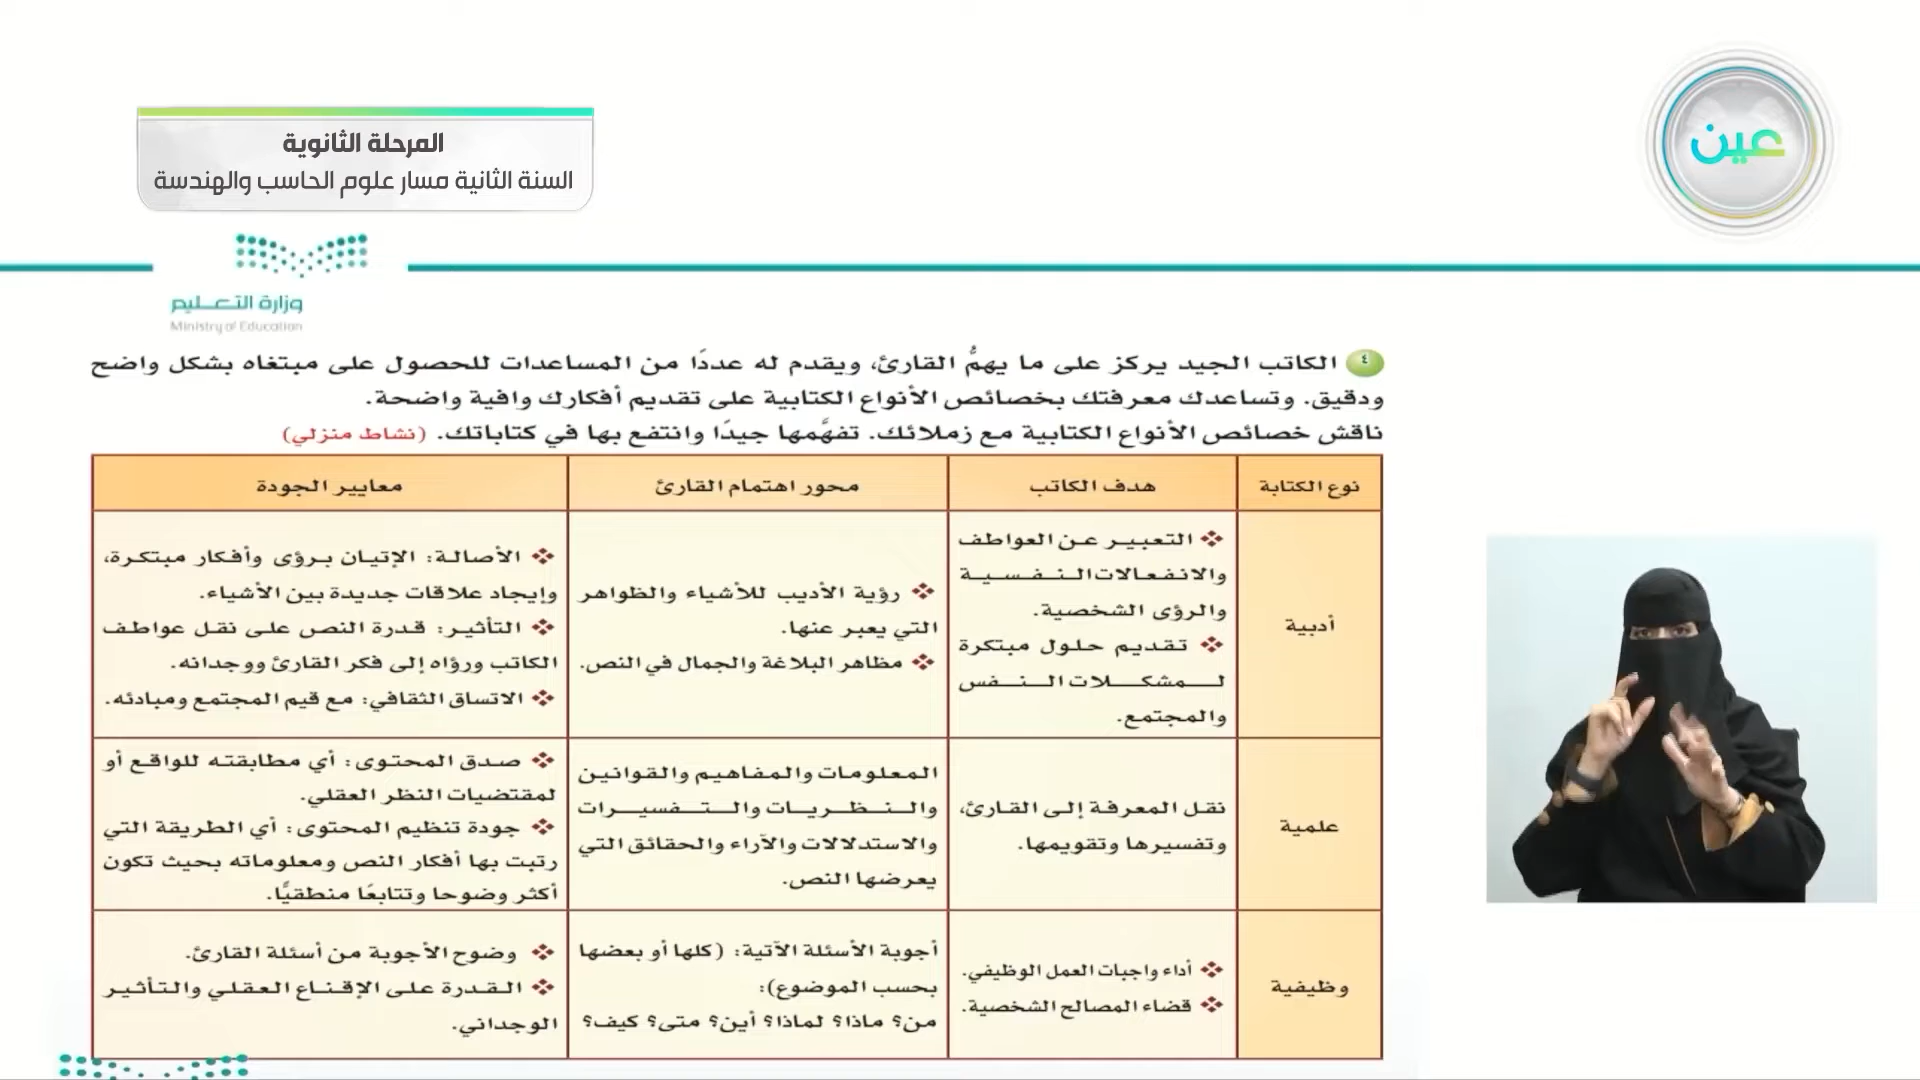 عين
المرحلة الثانوية
السنة الثانية مسار علوم الحاسب والهندسة
وزارة التعليم
Ministry of Education
٤ الكاتب الجيد يركز على ما يهمُّ القارئ، ويقدم له عددًا من المساعدات للحصول على مبتغاه بشكل واضح
ودقيق. وتساعدك معرفتك بخصائص الأنواع الكتابية على تقديم أفكارك وافية واضحة.
ناقش خصائص الأنواع الكتابية مع زملائك. تفهَّمها جيدًا وانتفع بها في كتاباتك. (نشاط منزلي)
نوع الكتابة
هدف الكاتب
محور اهتمام القارئ
معايير الجودة
أدبية
التعبير عن العواطف
والانفعالات النفسية
والرؤى الشخصية.
تقديم حلول مبتكرة
لمشكلات النفس
والمجتمع.
رؤية الأديب للأشياء والظواهر
التي يعبر عنها.
مظاهر البلاغة والجمال في النص.
الأصالة: الإتيان برؤى وأفكار مبتكرة،
وإيجاد علاقات جديدة بين الأشياء.
التأثير: قدرة النص على نقل عواطف
الكاتب ورؤاه إلى فكر القارئ ووجدانه.
الاتساق الثقافي: مع قيم المجتمع ومبادئه.
علمية
نقل المعرفة إلى القارئ،
وتفسيرها وتقويمها.
المعلومات والمفاهيم والقوانين
والنظريات والتفسيرات
والاستدلالات والآراء والحقائق التي
يعرضها النص.
صدق المحتوى: أي مطابقته للواقع أو
لمقتضيات النظر العقلي.
جودة تنظيم المحتوى: أي الطريقة التي
رتبت بها أفكار النص ومعلوماته بحيث تكون
أكثر وضوحا وتتابعًا منطقيًّا.
وظيفية
أداء واجبات العمل الوظيفي.
قضاء المصالح الشخصية.
أجوبة الأسئلة الآتية: (كلها أو بعضها
بحسب الموضوع):
من؟ ماذا؟ لماذا؟ أين؟ متى؟ كيف؟
وضوح الأجوبة من أسئلة القارئ.
القدرة على الإقناع العقلي والتأثير
الوجداني.